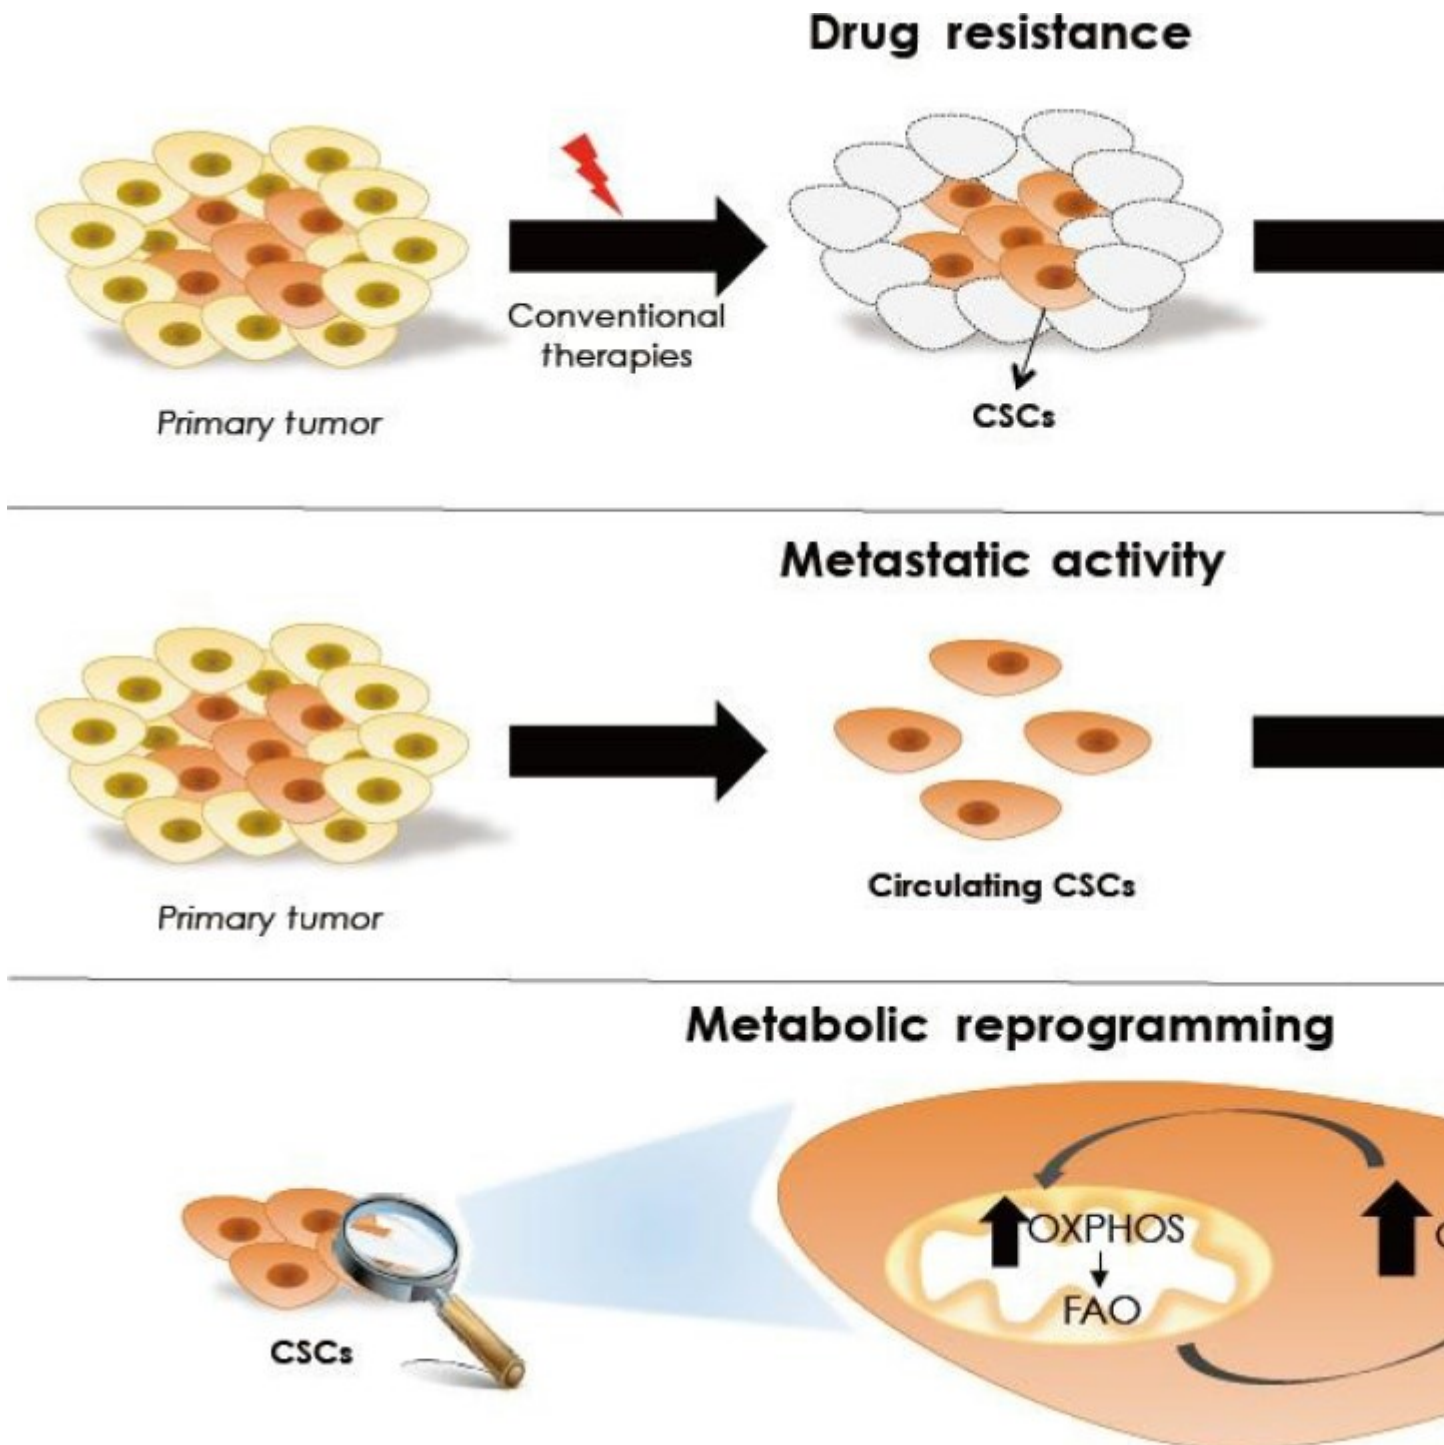 Drug resistance
Conventional
therapies
Primary tumor
CSCs
Metastatic activity
Circulating CSCs
Primary tumor
Metabolic reprogramming
OXPHOS
FAO
CSCs